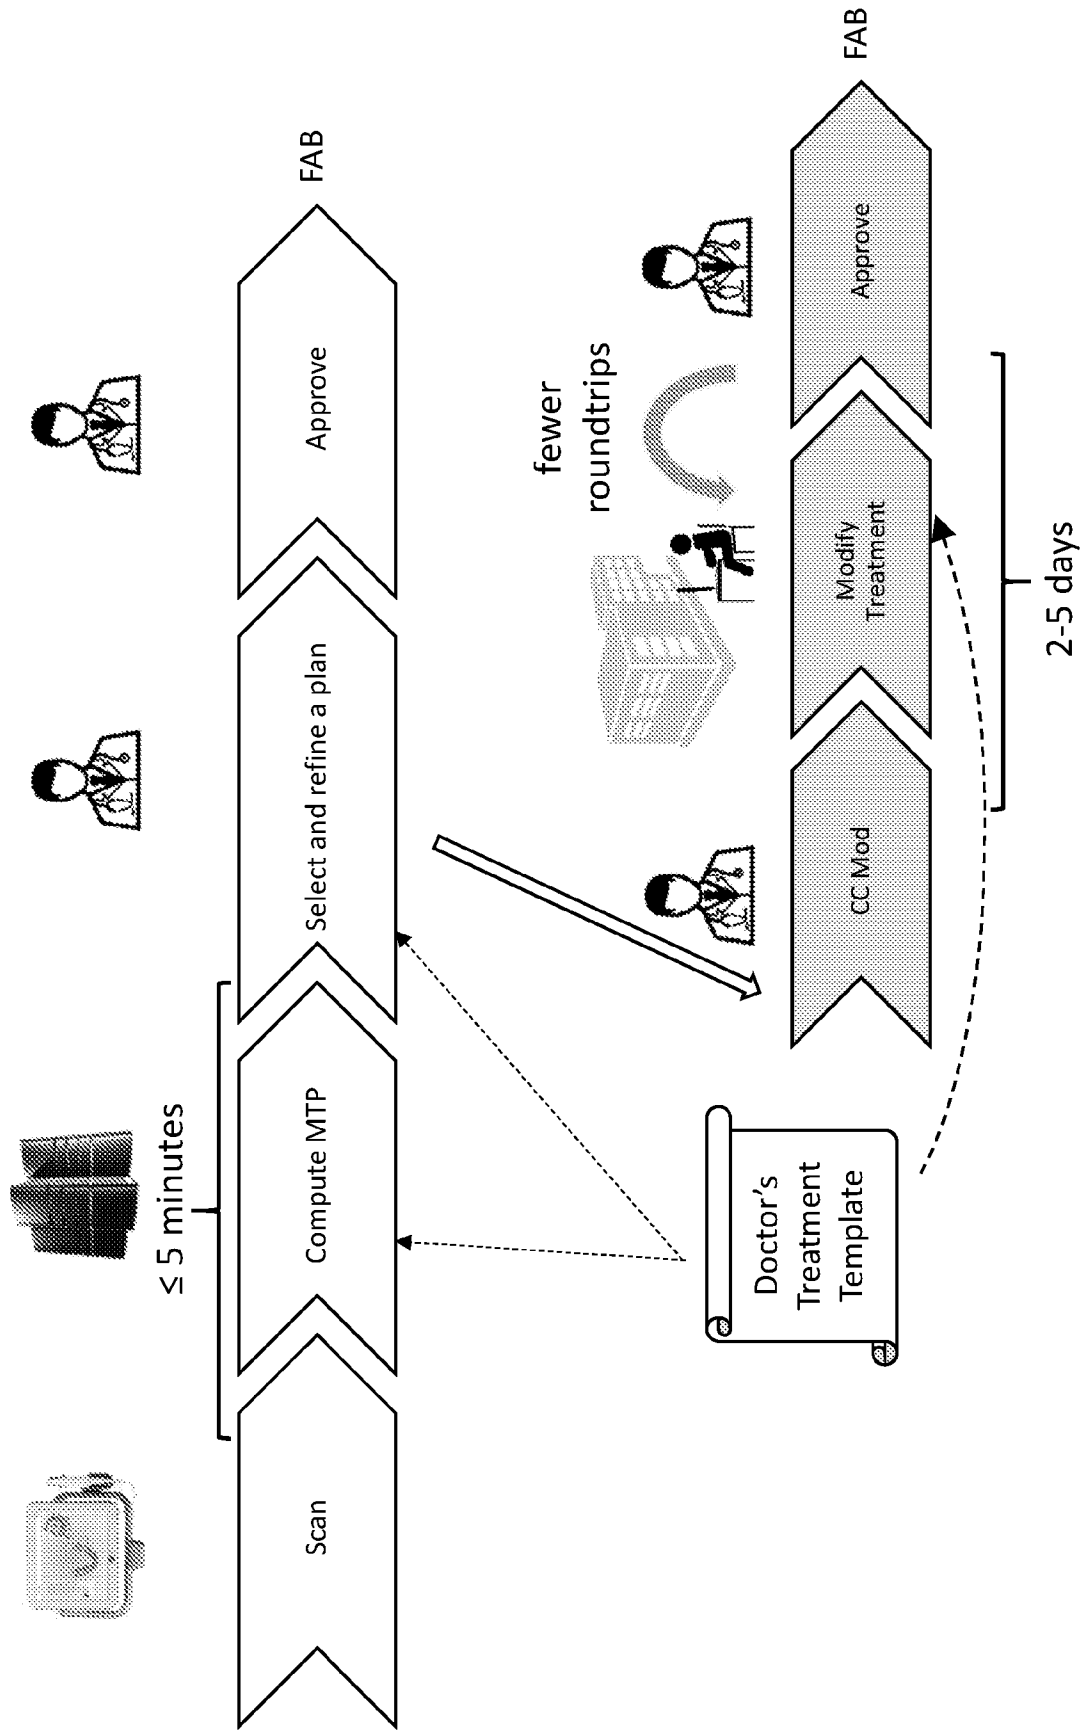 ≤ 5 minutes
Scan
Compute MTP
Select and refine a plan
Approve
FAB
Doctor's
Treatment
Template
fewer
roundtrips
CC Mod
Modify
Treatment
Approve
FAB
2-5 days